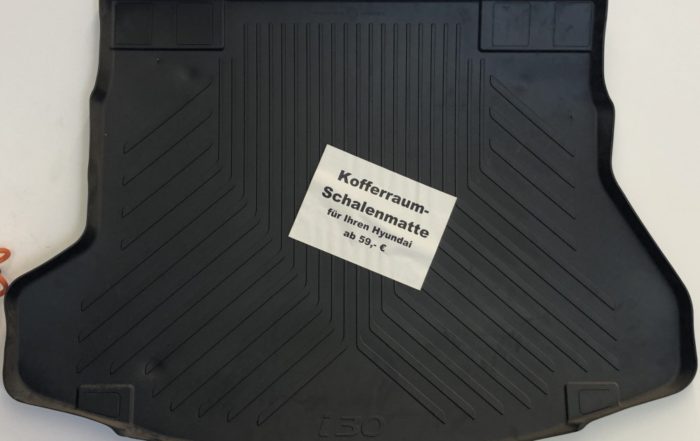 Kofferraum-
Schalenmatte
für Ihren Hyundai
ab 59,- €
i30